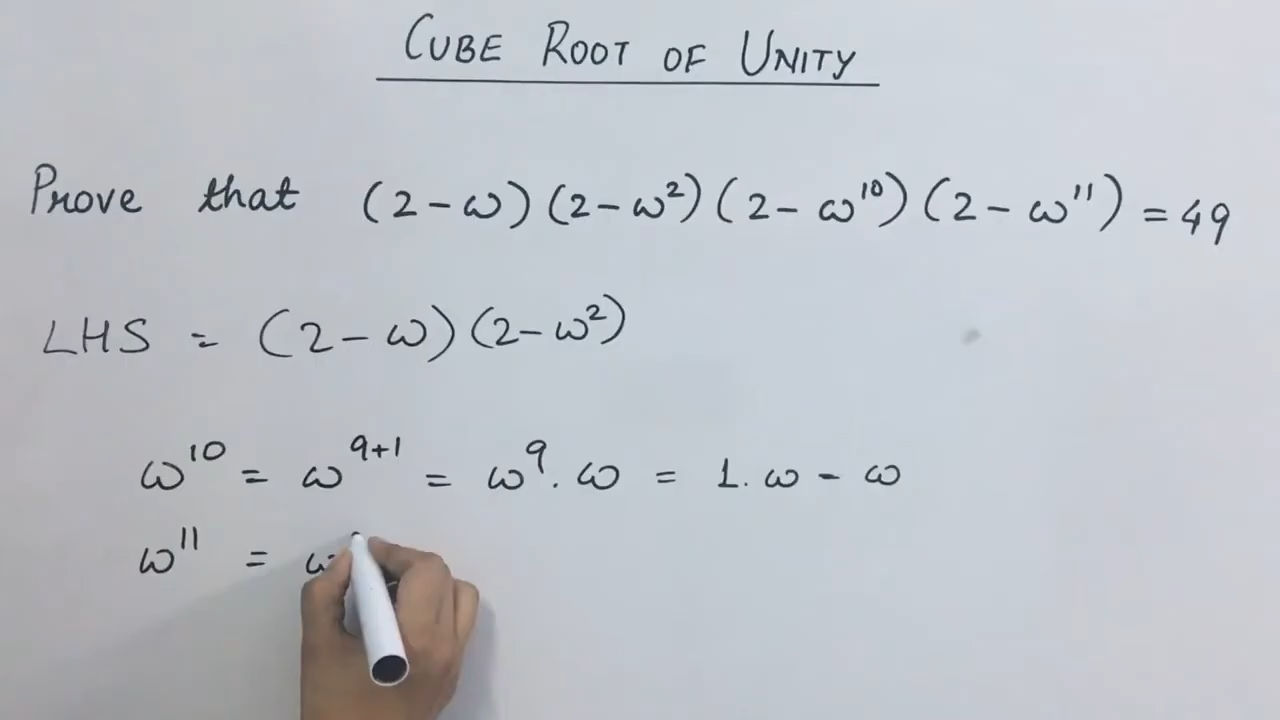 CUBE ROOT OF UNITY
Prove that (2-ω)(2-ω²)(2-ω¹⁰)(2-ω¹¹) = 49
LHS = (2-ω)(2-ω²)
ω¹⁰ = ω⁹⁺¹ = ω⁹.ω = 1.ω - ω
ω¹¹ = ω